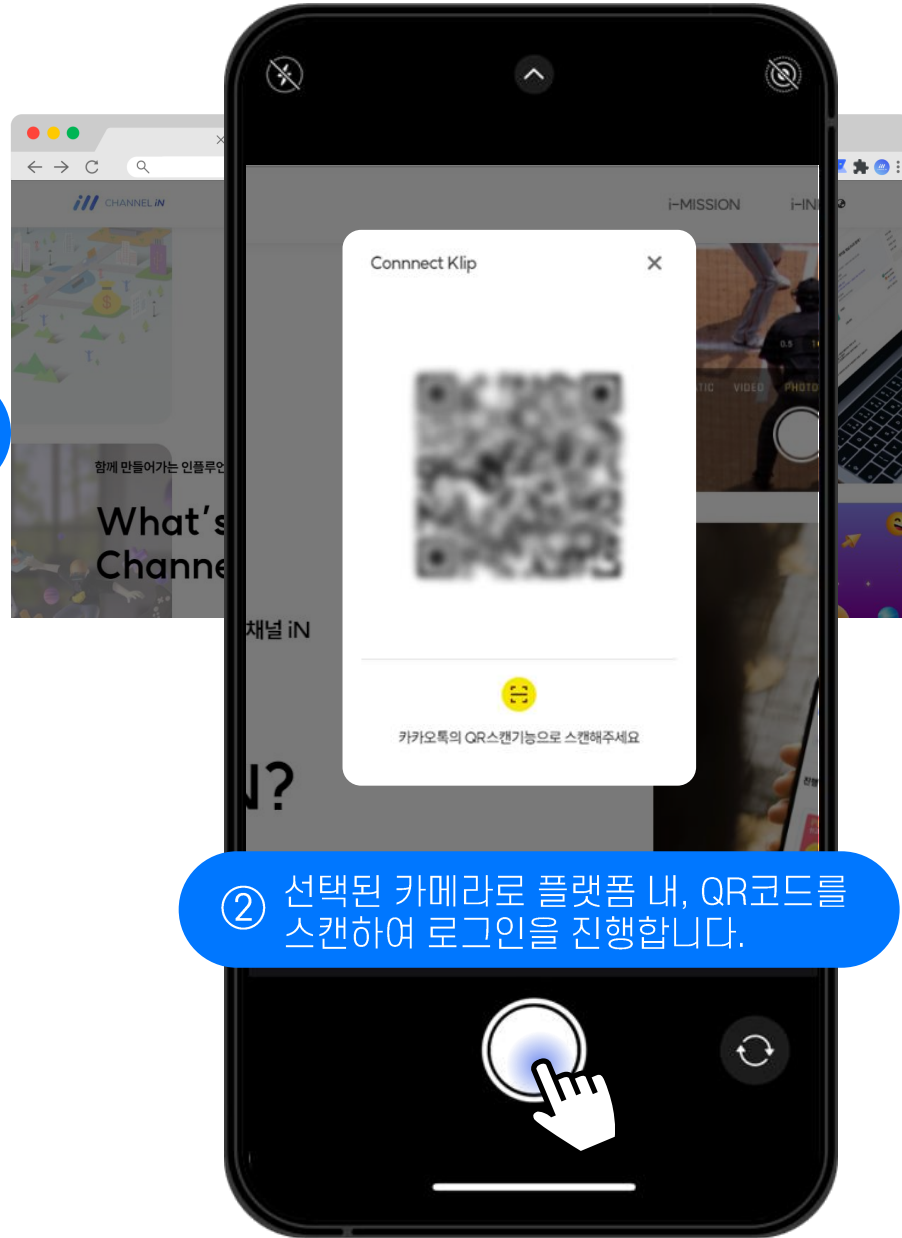 CHANNEL iN
i-MISSION
i-IN
Connnect Klip
0.5
VIDEO
PHOTO
함께 만들어가는 인플루언
What's
Channe
채널 iN
카카오톡의 QR스캔기능으로 스캔해주세요
N?
② 선택된 카메라로 플랫폼 내, QR코드를
스캔하여 로그인을 진행합니다.